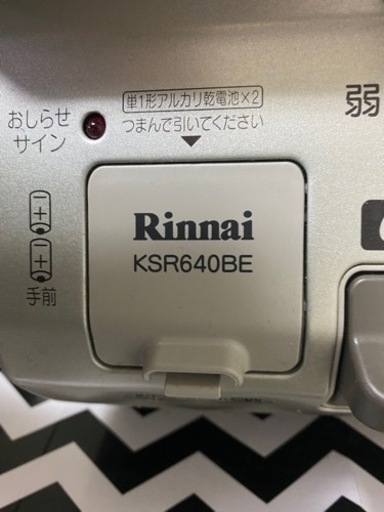 単1形アルカリ乾電池×2
つまんで引いてください
おしらせ
サイン
弱
Rinnai
KSR640BE
手前